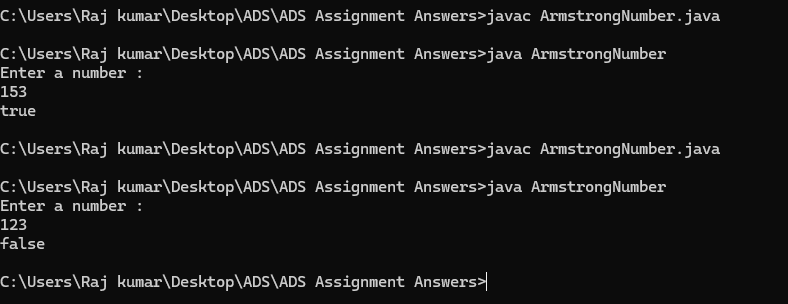 C:\Users\Raj kumar\Desktop\ADS\ADS Assignment Answers>javac ArmstrongNumber.java
C:\Users\Raj kumar\Desktop\ADS\ADS Assignment Answers>java ArmstrongNumber
Enter a number :
153
true
C:\Users\Raj kumar\Desktop\ADS\ADS Assignment Answers>javac ArmstrongNumber.java
C:\Users\Raj kumar\Desktop\ADS\ADS Assignment Answers>java ArmstrongNumber
Enter a number :
123
false
C:\Users\Raj kumar\Desktop\ADS\ADS Assignment Answers>